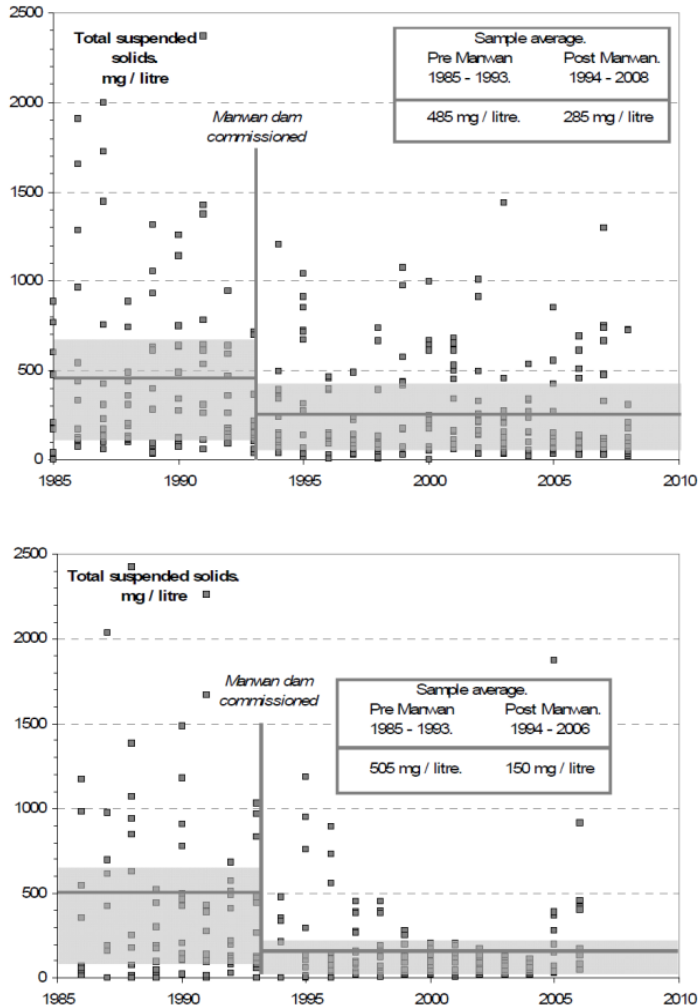 2500
Total suspended
solids.
mg / litre
Sample average.
Pre Manwan Post Manwan.
1985 - 1993. 1994 - 2008
485 mg / litre. 285 mg / litre
2000
Manwan dam
commissioned
1500
1000
500
0
1985 1990 1995 2000 2005 2010
2500
Total suspended solids.
mg / litre
2000
Manwan dam
commissioned
Sample average.
Pre Manwan Post Manwan.
1985 - 1993. 1994 - 2006
505 mg / litre. 150 mg / litre
1500
1000
500
0
1985 1990 1995 2000 2005 2010